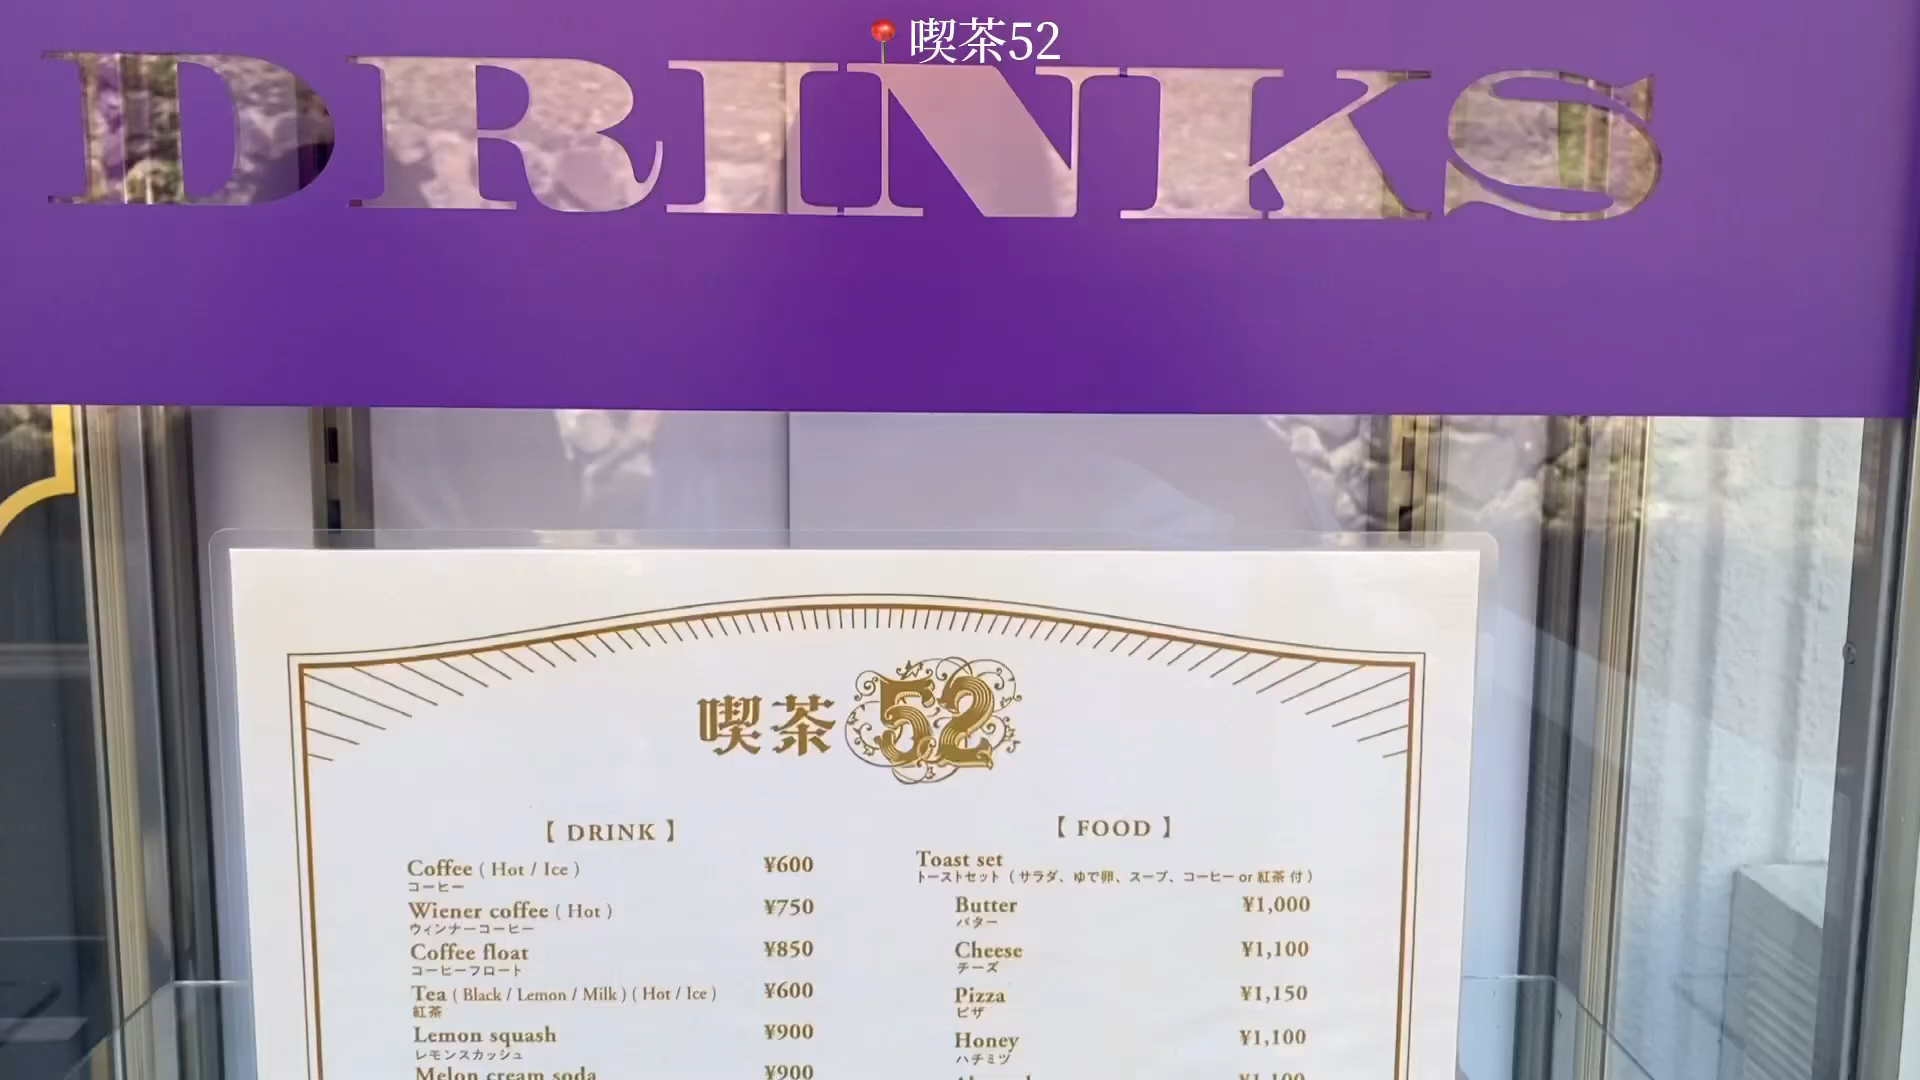 📍喫茶52
DRINKS
喫茶52
【 DRINK 】
Coffee ( Hot / Ice ) ¥600
コーヒー
Wiener coffee ( Hot ) ¥750
ウィンナーコーヒー
Coffee float ¥850
コーヒーフロート
Tea ( Black / Lemon / Milk ) ( Hot / Ice ) ¥600
紅茶
Lemon squash ¥900
レモンスカッシュ
Melon cream soda ¥900
【 FOOD 】
Toast set
トーストセット ( サラダ、ゆで卵、スープ、コーヒー or 紅茶 付 )
Butter ¥1,000
バター
Cheese ¥1,100
チーズ
Pizza ¥1,150
ピザ
Honey ¥1,100
ハチミツ
¥1,100